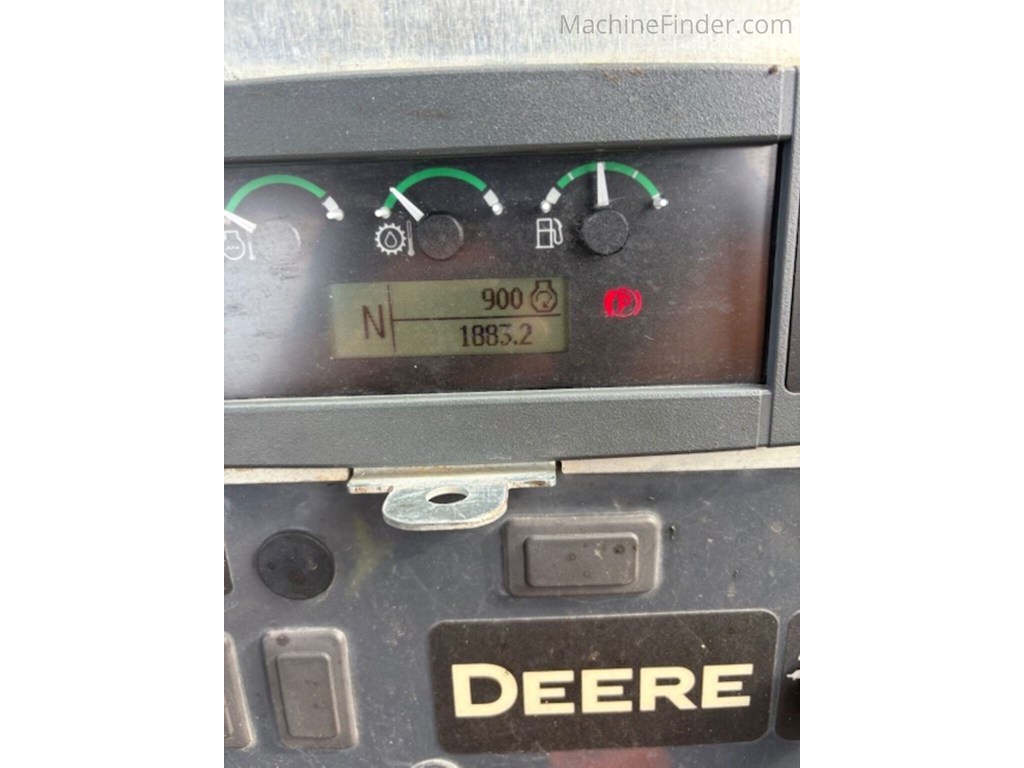 MachineFinder.com
900
N
1883.2
DEERE